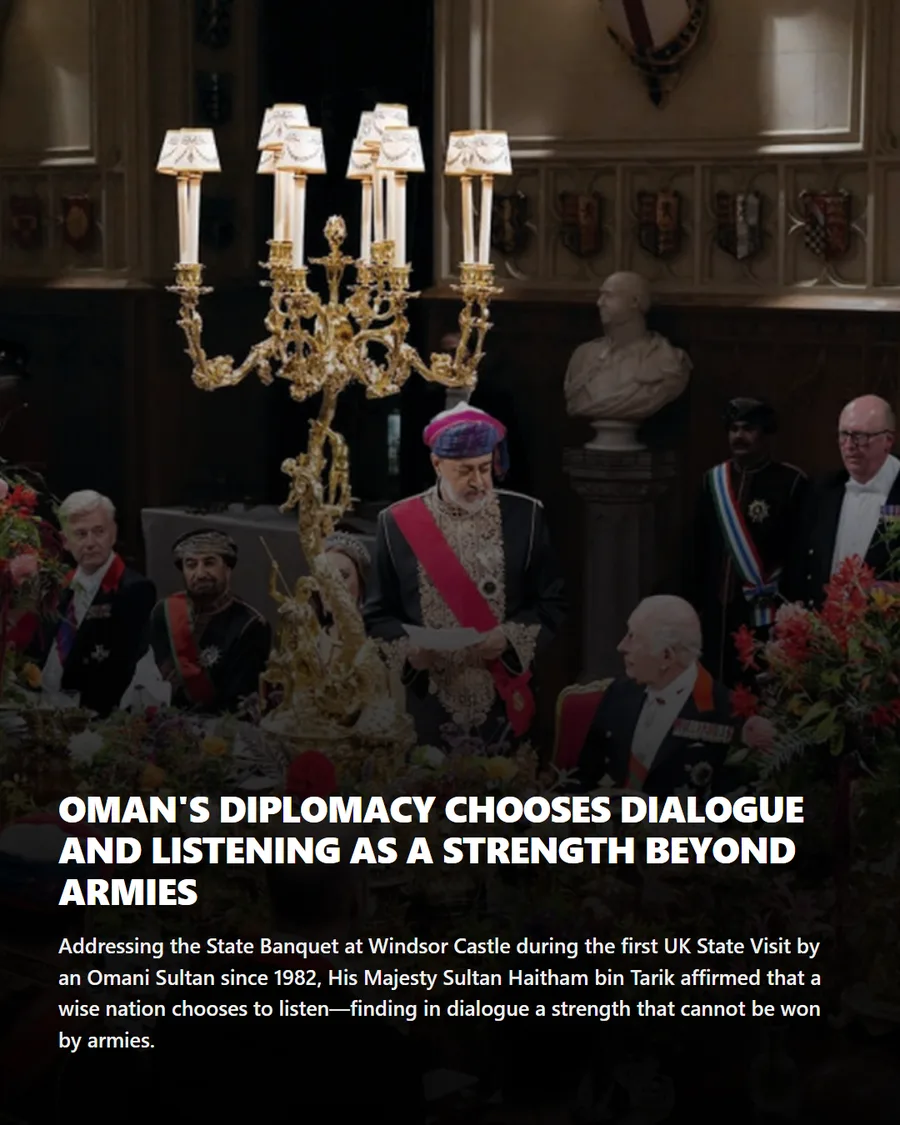 OMAN'S DIPLOMACY CHOOSES DIALOGUE
AND LISTENING AS A STRENGTH BEYOND
ARMIES
Addressing the State Banquet at Windsor Castle during the first UK State Visit by
an Omani Sultan since 1982, His Majesty Sultan Haitham bin Tarik affirmed that a
wise nation chooses to listen—finding in dialogue a strength that cannot be won
by armies.